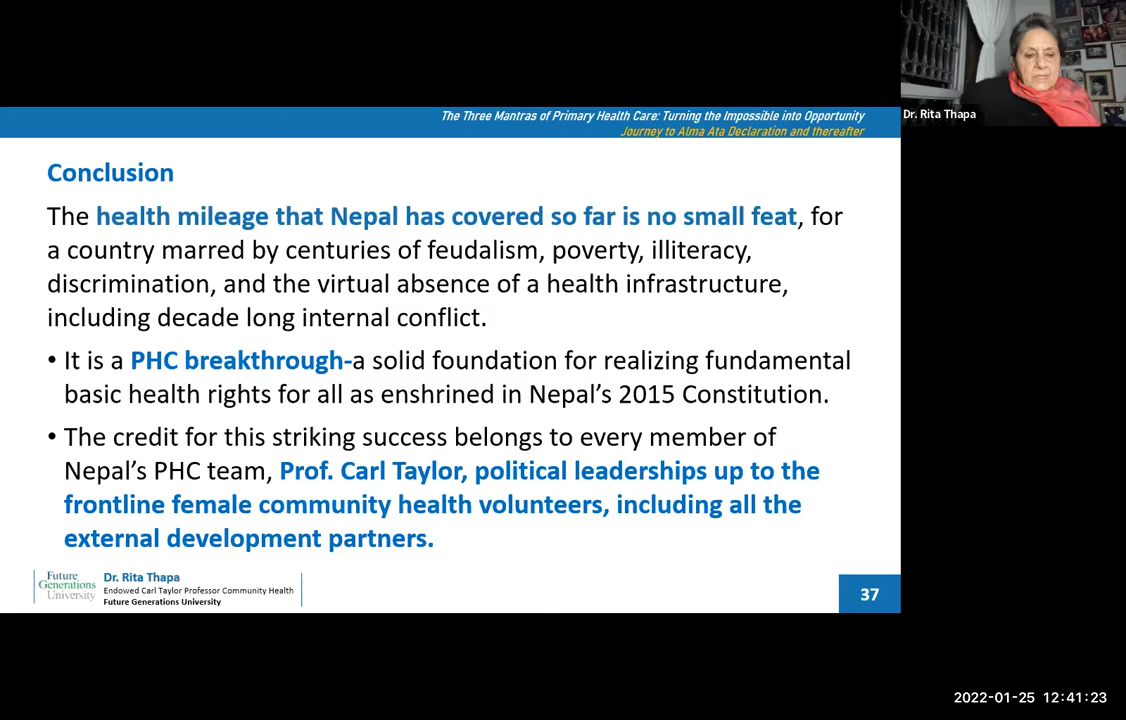 The Three Mantras of Primary Health Care: Turning the Impossible into Opportunity
Journey to Alma Ata Declaration and thereafter
Dr. Rita Thapa
Conclusion
The health mileage that Nepal has covered so far is no small feat, for
a country marred by centuries of feudalism, poverty, illiteracy,
discrimination, and the virtual absence of a health infrastructure,
including decade long internal conflict.
• It is a PHC breakthrough-a solid foundation for realizing fundamental
basic health rights for all as enshrined in Nepal’s 2015 Constitution.
• The credit for this striking success belongs to every member of
Nepal’s PHC team, Prof. Carl Taylor, political leaderships up to the
frontline female community health volunteers, including all the
external development partners.
Future
Generations
University
Dr. Rita Thapa
Endowed Carl Taylor Professor Community Health
Future Generations University
37
2022-01-25 12:41:23